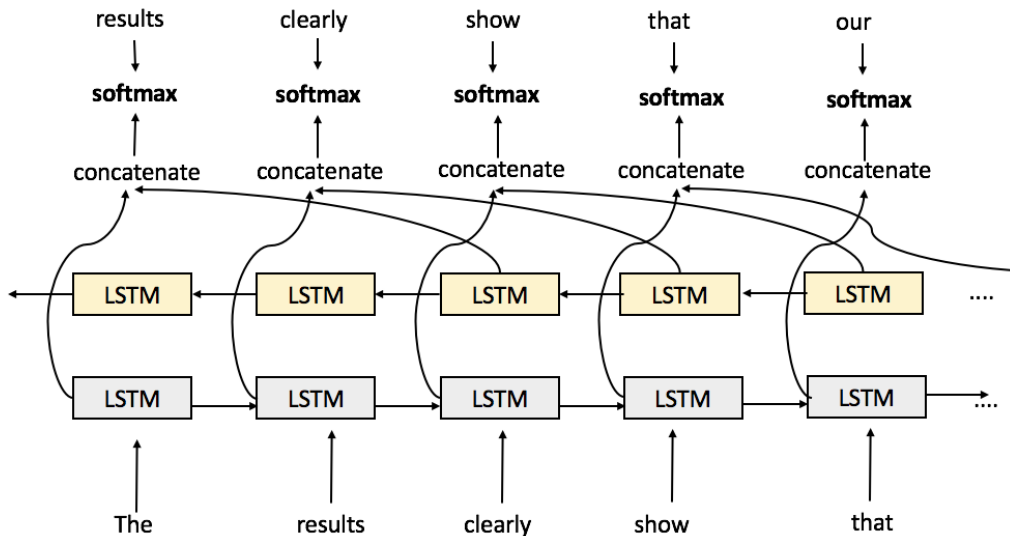 results clearly show that our
softmax softmax softmax softmax softmax
concatenate concatenate concatenate concatenate concatenate
LSTM LSTM LSTM LSTM LSTM ....
LSTM LSTM LSTM LSTM LSTM ....
The results clearly show that